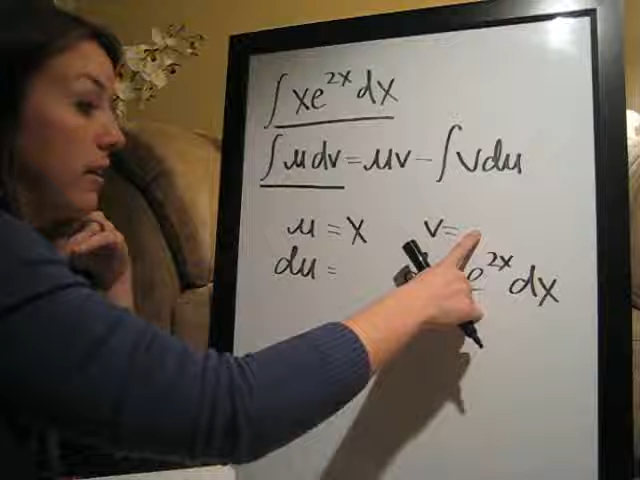 ∫xe^{2x}dx
∫udv=uv-∫vdu
u=x v=
du= e^{2x}dx